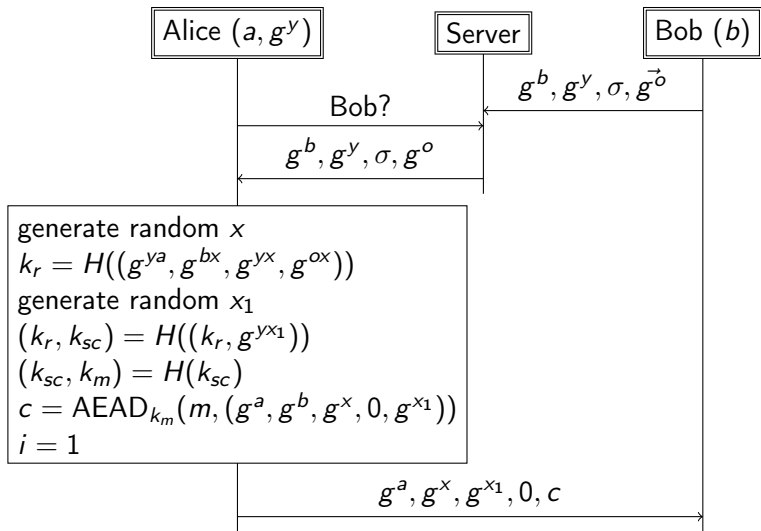 Alice (a, g^y) Server Bob (b)
g^b, g^y, σ, \vec{g^o}
Bob?
g^b, g^y, σ, g^o
generate random x
k_r = H((g^{ya}, g^{bx}, g^{yx}, g^{ox}))
generate random x_1
(k_r, k_{sc}) = H((k_r, g^{yx_1}))
(k_{sc}, k_m) = H(k_{sc})
c = AEAD_{k_m}(m, (g^a, g^b, g^x, 0, g^{x_1}))
i = 1
g^a, g^x, g^{x_1}, 0, c